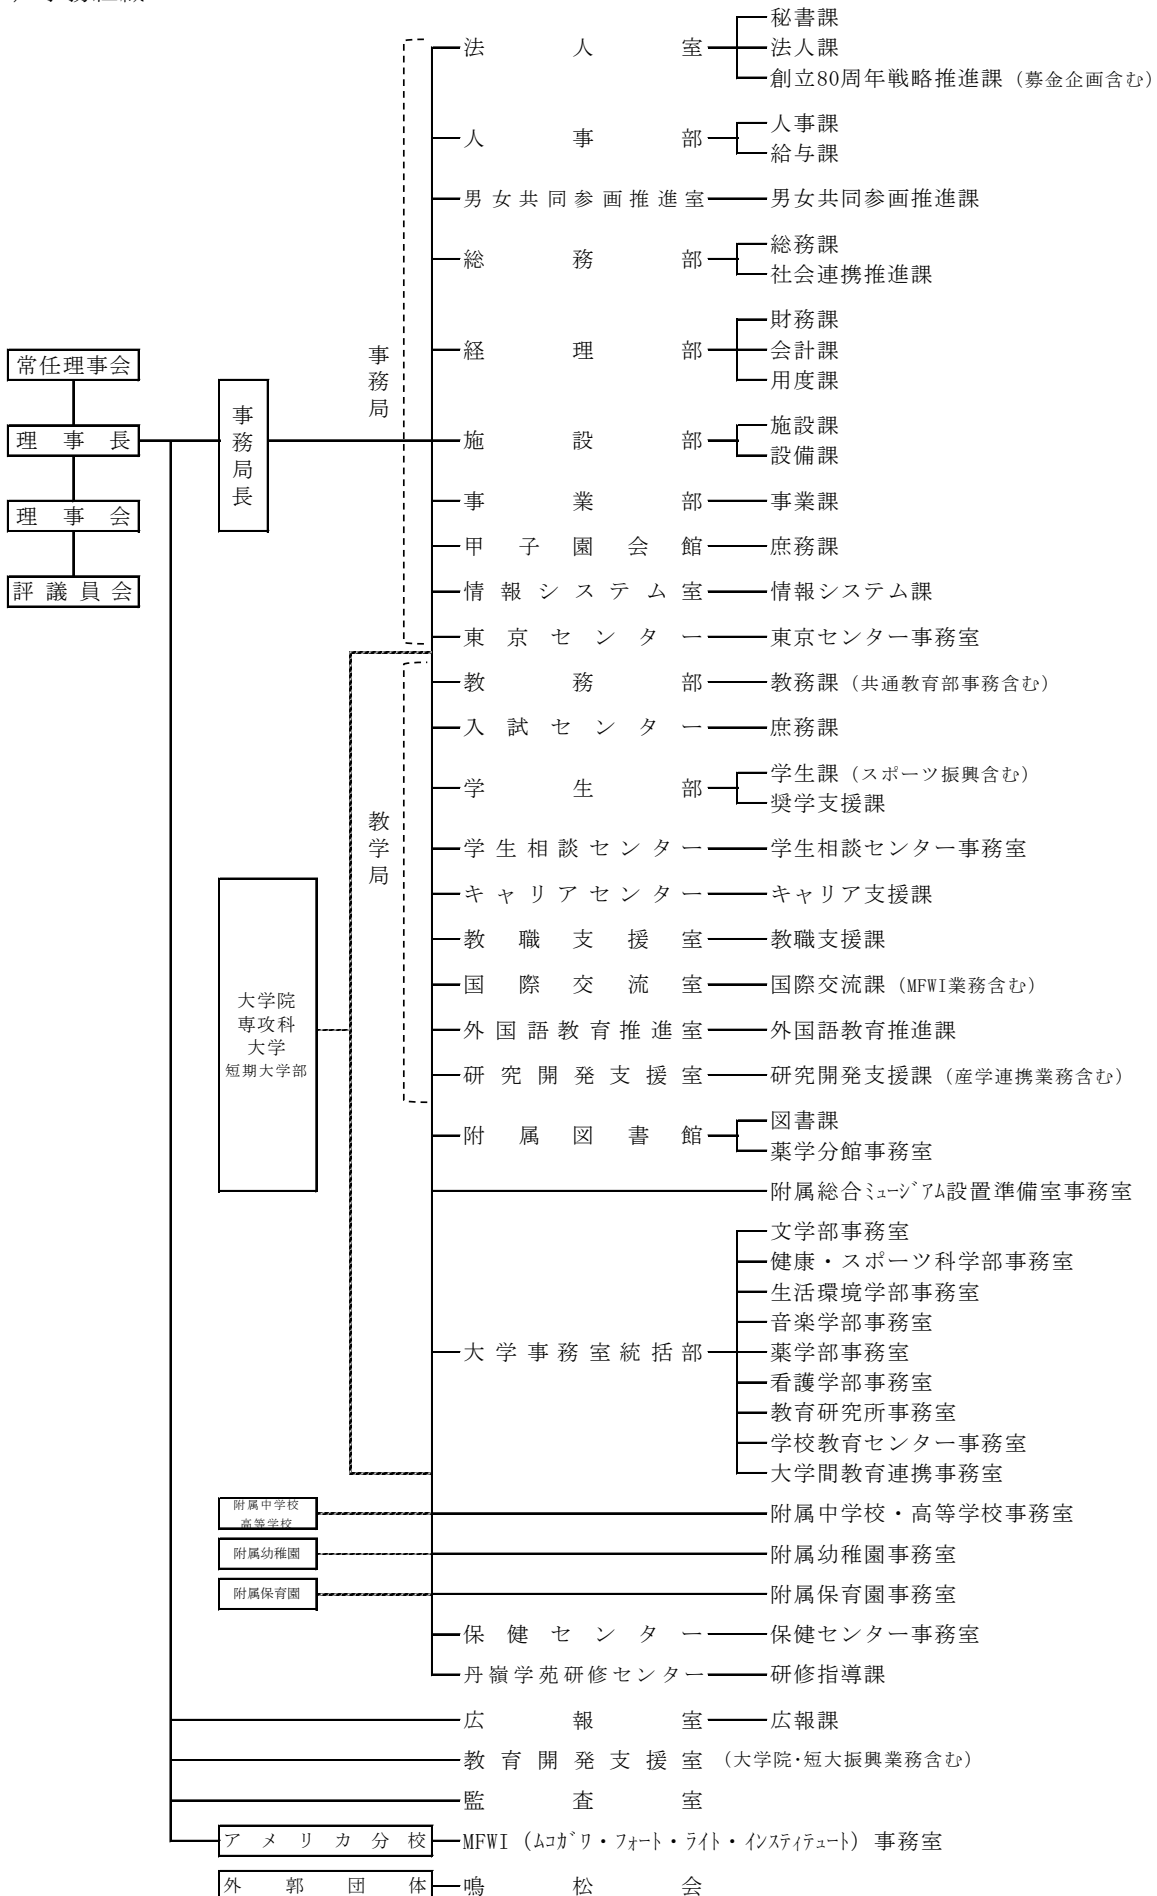 秘書課
法人室
法人課
創立80周年戦略推進課（募金企画含む）
人事課
人事部
給与課
男女共同参画推進室 男女共同参画推進課
総務課
総務部
社会連携推進課
財務課
経理部 会計課
用度課
事務局
常任理事会
理事長
理事会
評議員会
事務局長
施設課
施設部
設備課
事業部 事業課
甲子園会館 庶務課
情報システム室 情報システム課
東京センター 東京センター事務室
教務部 教務課（共通教育部事務含む）
入試センター 庶務課
学生課（スポーツ振興含む）
学生部
奨学支援課
教学局
学生相談センター 学生相談センター事務室
キャリアセンター キャリア支援課
教職支援室 教職支援課
国際交流室 国際交流課（MFWI業務含む）
外国語教育推進室 外国語教育推進課
研究開発支援室 研究開発支援課（産学連携業務含む）
大学院
専攻科
大学
短期大学部
図書課
附属図書館
薬学分館事務室
附属総合ﾐｭｰｼﾞｱﾑ設置準備室事務室
文学部事務室
健康・スポーツ科学部事務室
生活環境学部事務室
音楽学部事務室
大学事務室統括部 薬学部事務室
看護学部事務室
教育研究所事務室
学校教育センター事務室
大学間教育連携事務室
附属中学校
高等学校
附属中学校・高等学校事務室
附属幼稚園 附属幼稚園事務室
附属保育園 附属保育園事務室
保健センター 保健センター事務室
丹嶺学苑研修センター 研修指導課
広報室 広報課
教育開発支援室（大学院･短大振興業務含む）
監査室
アメリカ分校 MFWI（ﾑｺｶﾞﾜ・ﾌｫｰﾄ・ﾗｲﾄ・ｲﾝｽﾃｨﾃｭｰﾄ）事務室
外郭団体 鳴松会